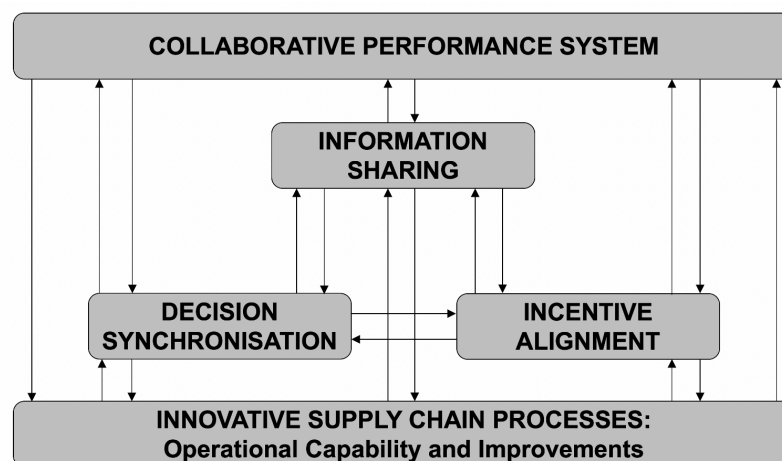 COLLABORATIVE PERFORMANCE SYSTEM
INFORMATION
SHARING
DECISION
SYNCHRONISATION
INCENTIVE
ALIGNMENT
INNOVATIVE SUPPLY CHAIN PROCESSES:
Operational Capability and Improvements